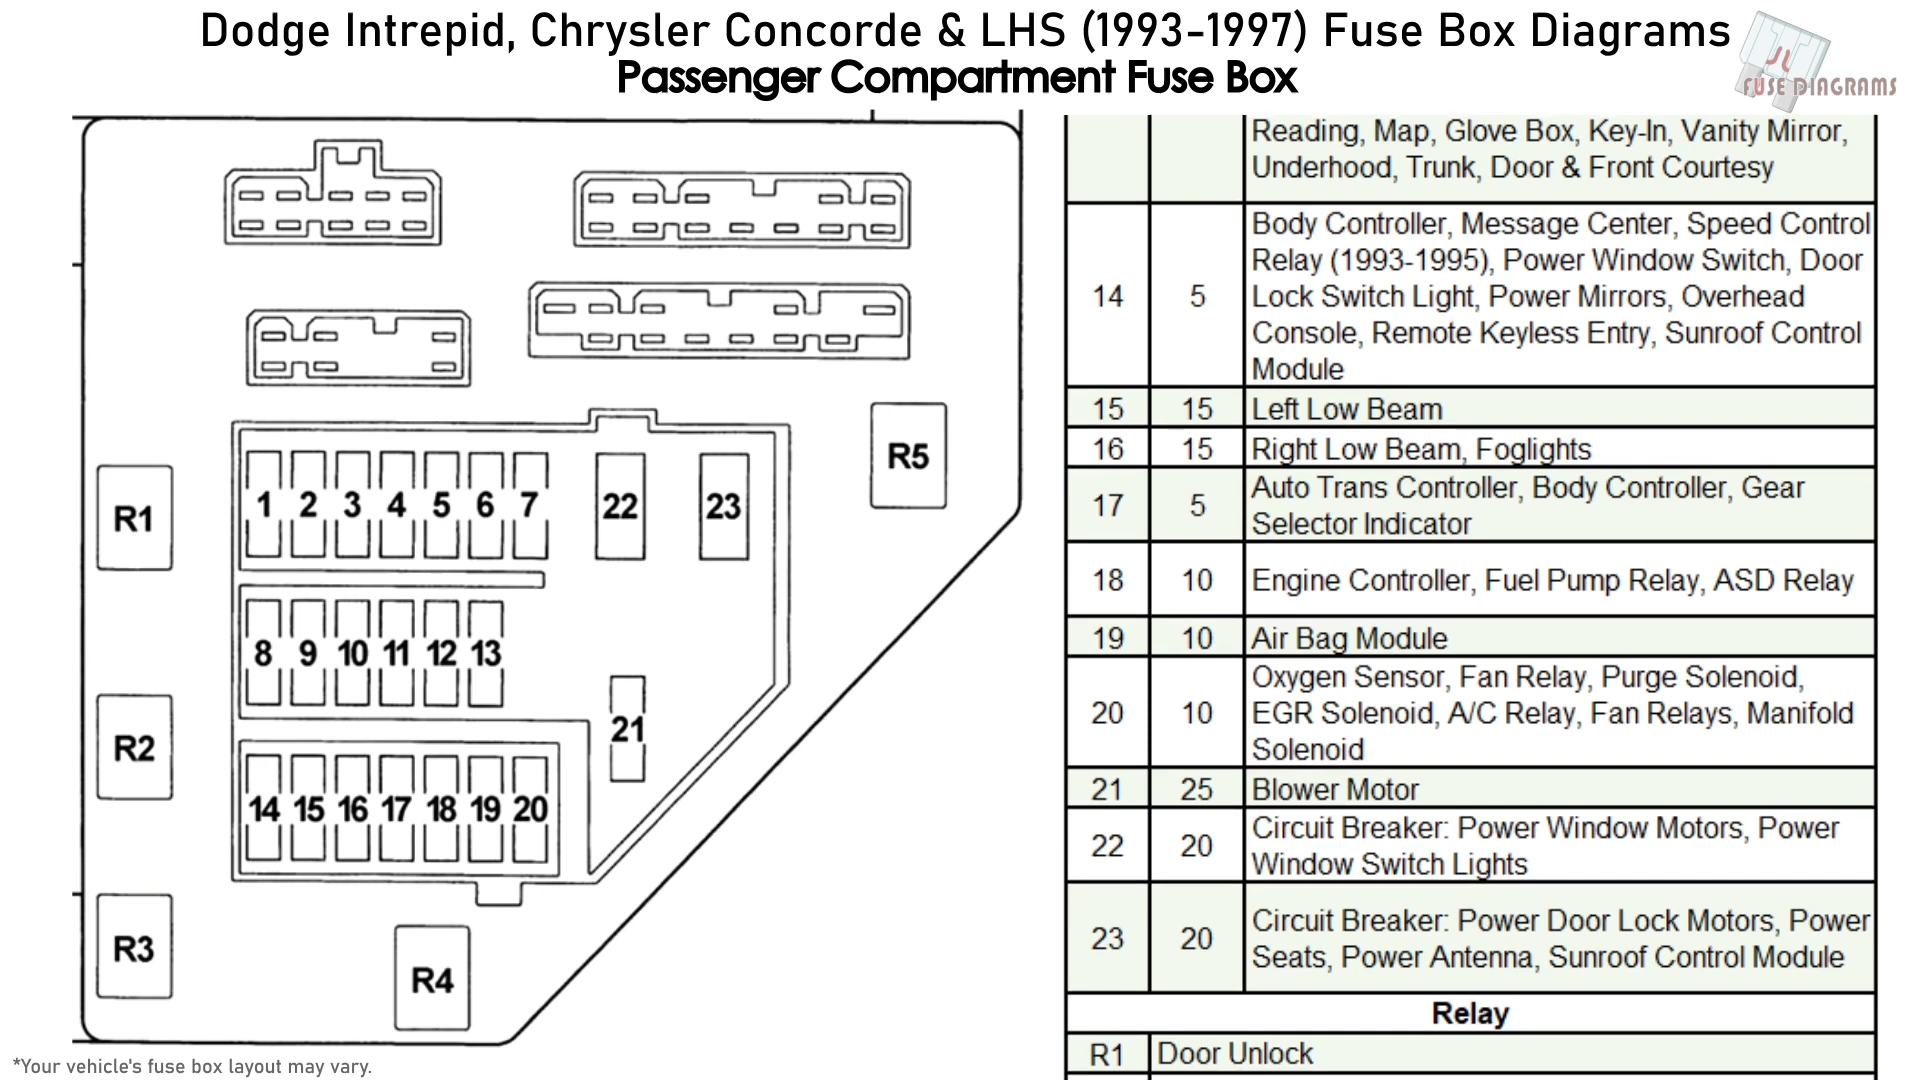 Dodge Intrepid, Chrysler Concorde & LHS (1993-1997) Fuse Box Diagrams
Passenger Compartment Fuse Box
JL
FUSE DIAGRAMS
R1
R2
R3
R4
R5
1 2 3 4 5 6 7 22 23
8 9 10 11 12 13
21
14 15 16 17 18 19 20
Reading, Map, Glove Box, Key-In, Vanity Mirror,
Underhood, Trunk, Door & Front Courtesy
14 5 Body Controller, Message Center, Speed Control
Relay (1993-1995), Power Window Switch, Door
Lock Switch Light, Power Mirrors, Overhead
Console, Remote Keyless Entry, Sunroof Control
Module
15 15 Left Low Beam
16 15 Right Low Beam, Foglights
17 5 Auto Trans Controller, Body Controller, Gear
Selector Indicator
18 10 Engine Controller, Fuel Pump Relay, ASD Relay
19 10 Air Bag Module
20 10 Oxygen Sensor, Fan Relay, Purge Solenoid,
EGR Solenoid, A/C Relay, Fan Relays, Manifold
Solenoid
21 25 Blower Motor
22 20 Circuit Breaker: Power Window Motors, Power
Window Switch Lights
23 20 Circuit Breaker: Power Door Lock Motors, Power
Seats, Power Antenna, Sunroof Control Module
Relay
R1 Door Unlock
*Your vehicle's fuse box layout may vary.